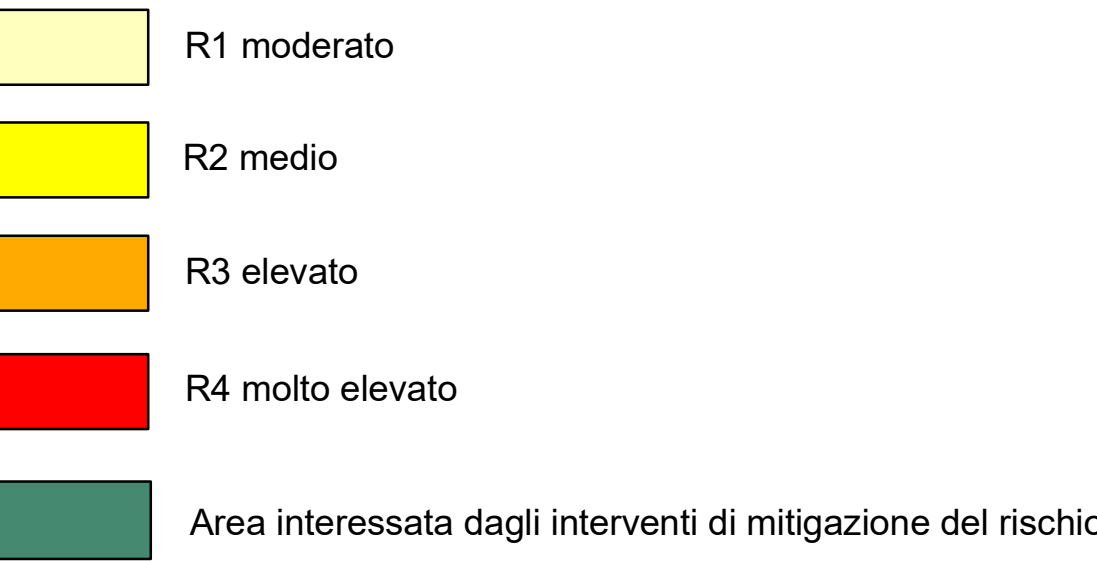 R1 moderato
R2 medio
R3 elevato
R4 molto elevato
Area interessata dagli interventi di mitigazione del rischio